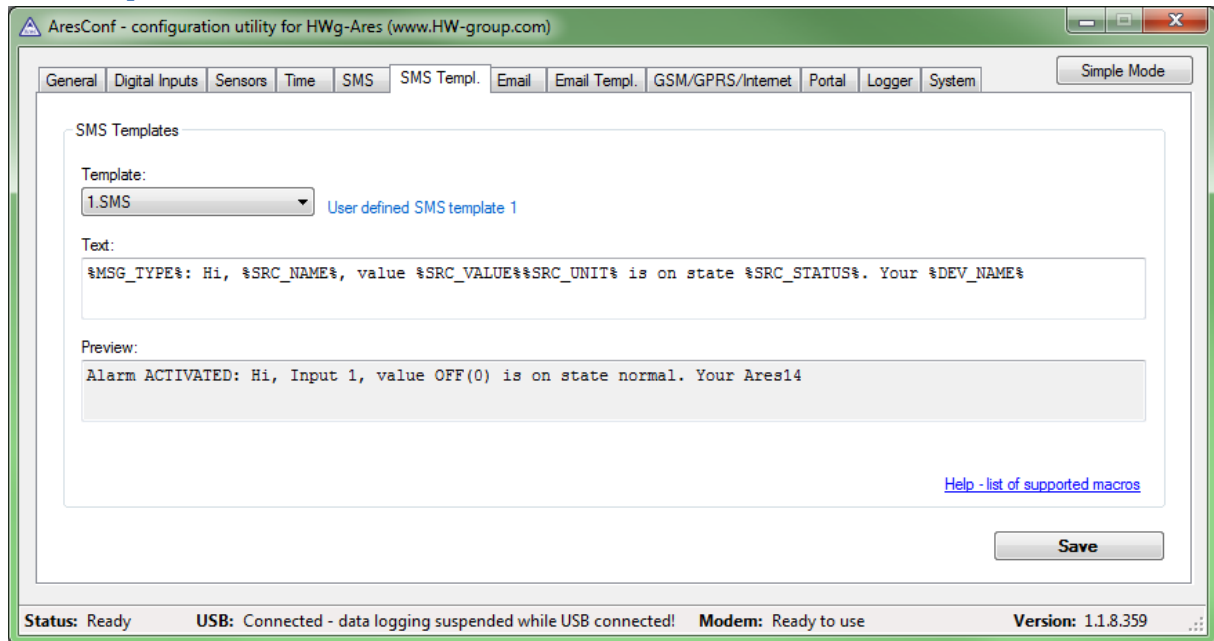 AresConf - configuration utility for HWg-Ares (www.HW-group.com)
General Digital Inputs Sensors Time SMS SMS Templ. Email Email Templ. GSM/GPRS/Internet Portal Logger System Simple Mode
SMS Templates
Template:
1.SMS User defined SMS template 1
Text:
%MSG_TYPE%: Hi, %SRC_NAME%, value %SRC_VALUE%%SRC_UNIT% is on state %SRC_STATUS%. Your %DEV_NAME%
Preview:
Alarm ACTIVATED: Hi, Input 1, value OFF(0) is on state normal. Your Ares14
Help - list of supported macros
Save
Status: Ready USB: Connected - data logging suspended while USB connected! Modem: Ready to use Version: 1.1.8.359